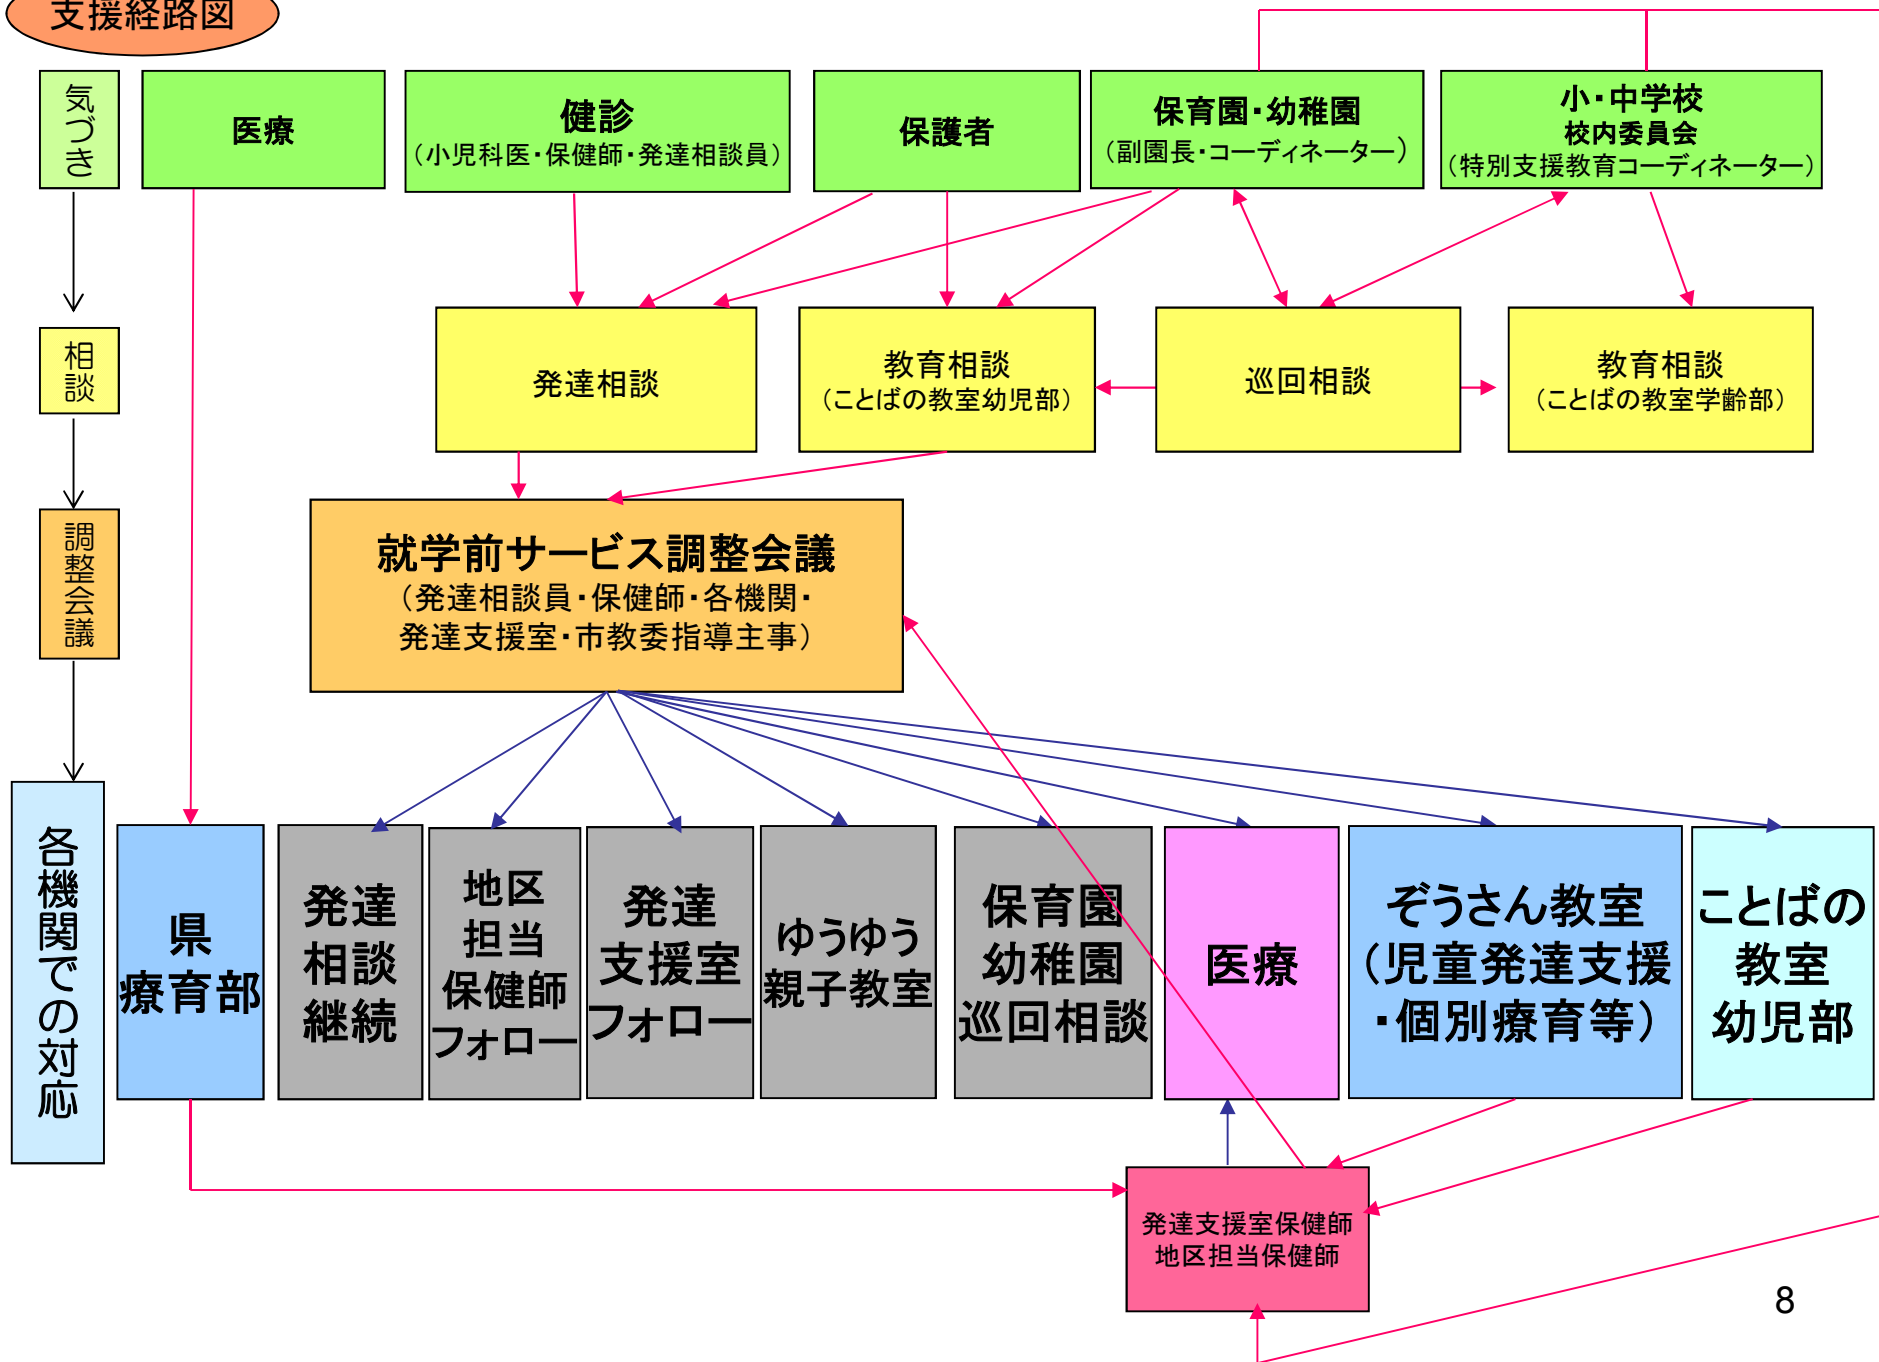 支援経路図
気づき
医療
健診
（小児科医・保健師・発達相談員）
保護者
保育園・幼稚園
（副園長・コーディネーター）
小・中学校
校内委員会
（特別支援教育コーディネーター）
相談
発達相談
教育相談
（ことばの教室幼児部）
巡回相談
教育相談
（ことばの教室学齢部）
調整会議
就学前サービス調整会議
（発達相談員・保健師・各機関・
発達支援室・市教委指導主事）
各機関での対応
県
療育部
発達
相談
継続
地区
担当
保健師
フォロー
発達
支援室
フォロー
ゆうゆう
親子教室
保育園
幼稚園
巡回相談
医療
ぞうさん教室
（児童発達支援
・個別療育等）
ことばの
教室
幼児部
発達支援室保健師
地区担当保健師
8